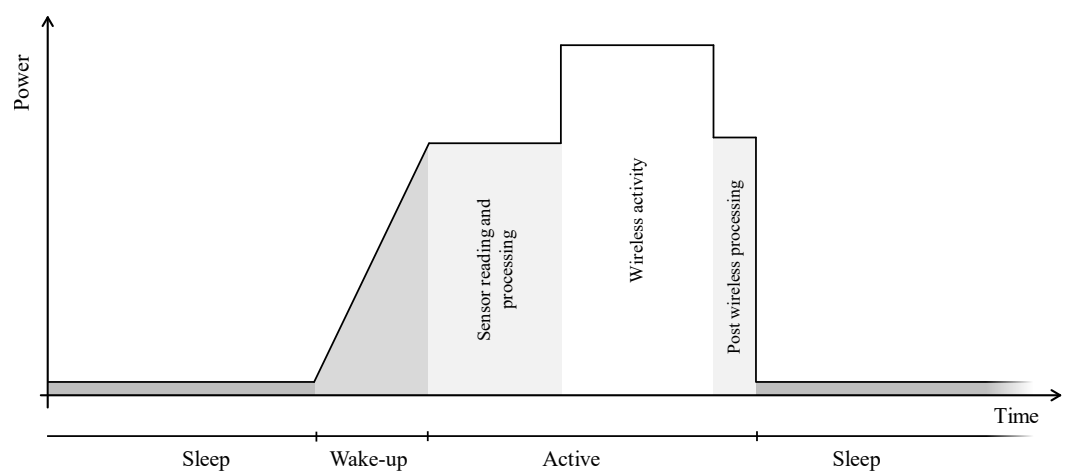 Power
Sensor reading and
processing
Wireless activity
Post wireless processing
Time
Sleep
Wake-up
Active
Sleep